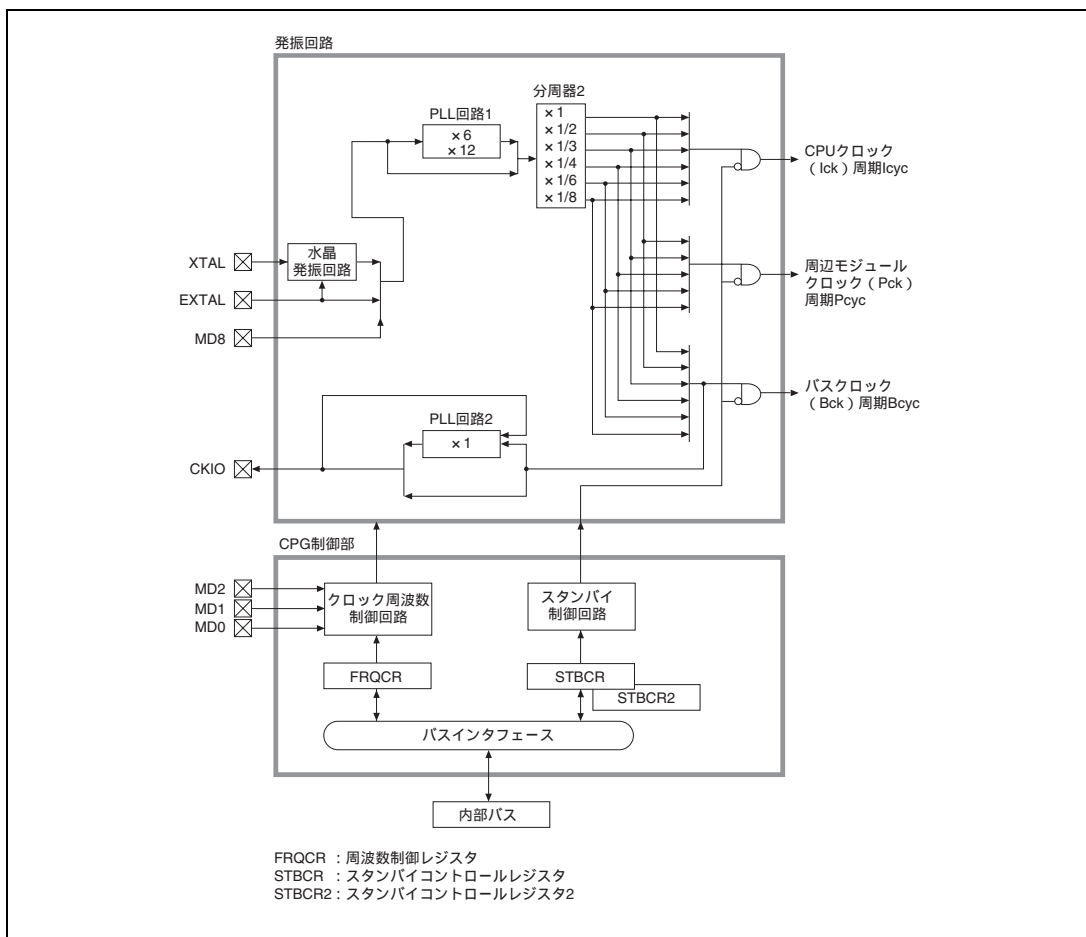 発振回路
分周器2
PLL回路1
×6
×12
×1
×1/2
×1/3
×1/4
×1/6
×1/8
CPUクロック
（Ick）周期Icyc
水晶
発振回路
XTAL
EXTAL
MD8
周辺モジュール
クロック（Pck）
周期Pcyc
バスクロック
（Bck）周期Bcyc
PLL回路2
×1
CKIO
CPG制御部
MD2
MD1
MD0
クロック周波数
制御回路
スタンバイ
制御回路
FRQCR
STBCR
STBCR2
バスインタフェース
内部バス
FRQCR ：周波数制御レジスタ
STBCR ：スタンバイコントロールレジスタ
STBCR2：スタンバイコントロールレジスタ2